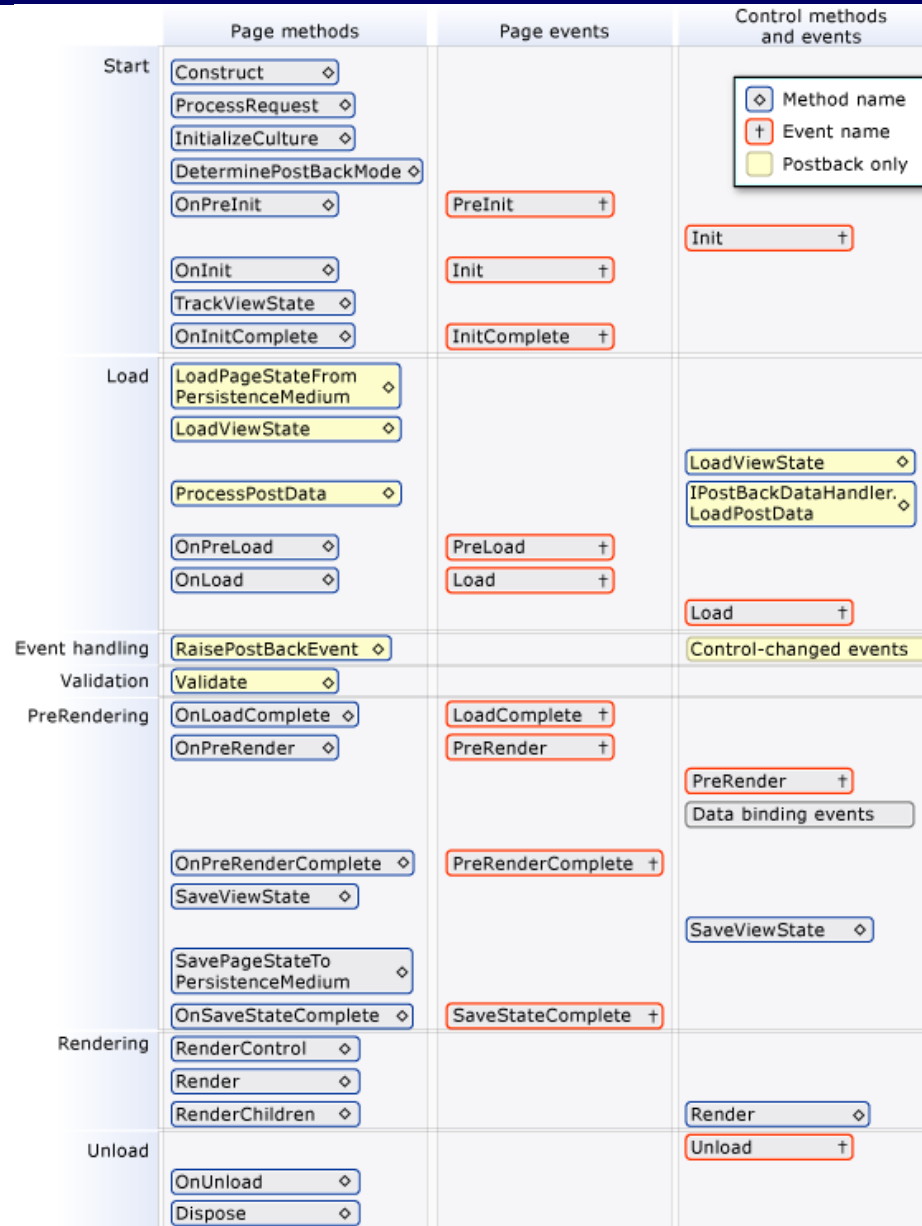 Page methods
Page events
Control methods
and events
Method name
† Event name
Postback only
Start
Construct
ProcessRequest
InitializeCulture
DeterminePostBackMode
OnPreInit
PreInit †
Init †
OnInit
Init †
TrackViewState
OnInitComplete
InitComplete †
Load
LoadPageStateFrom
PersistenceMedium
LoadViewState
LoadViewState
ProcessPostData
IPostBackDataHandler.
LoadPostData
OnPreLoad
PreLoad †
OnLoad
Load †
Load †
Event handling
RaisePostBackEvent
Control-changed events
Validation
Validate
PreRendering
OnLoadComplete
LoadComplete †
OnPreRender
PreRender †
PreRender †
Data binding events
OnPreRenderComplete
PreRenderComplete †
SaveViewState
SaveViewState
SavePageStateTo
PersistenceMedium
OnSaveStateComplete
SaveStateComplete †
Rendering
RenderControl
Render
RenderChildren
Render
Unload
Unload †
OnUnload
Dispose